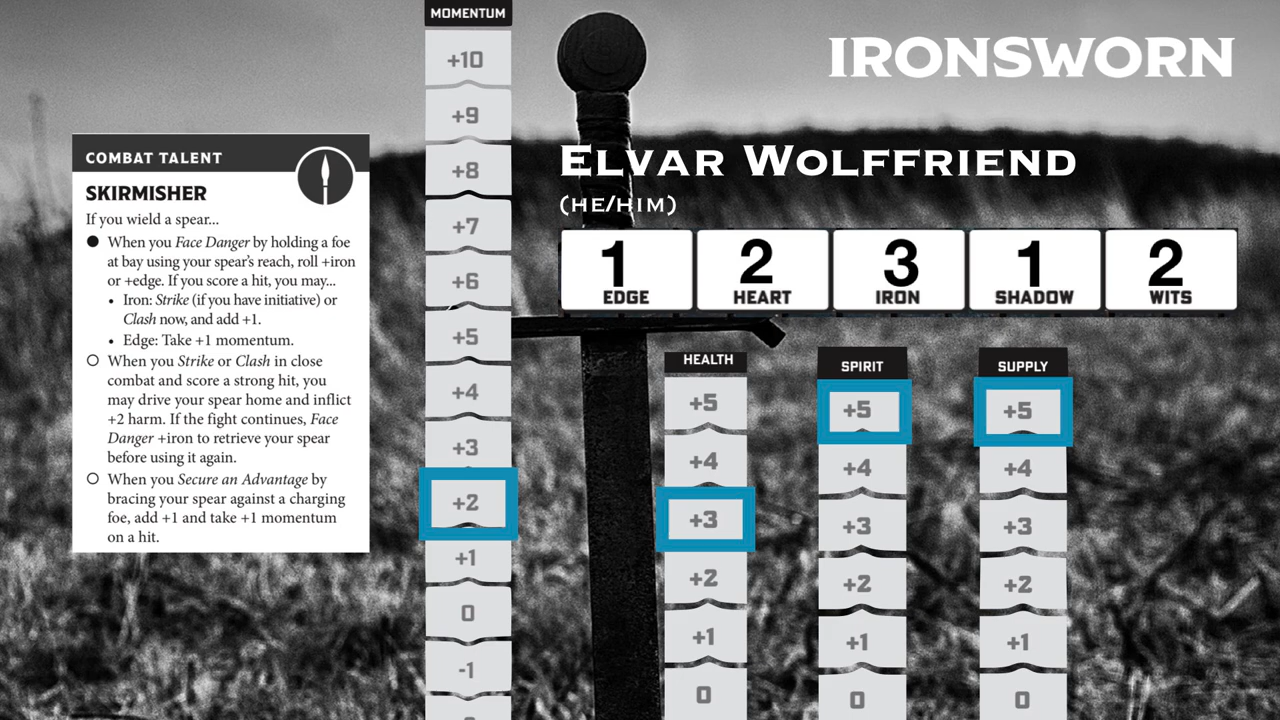 IRONSWORN
COMBAT TALENT
SKIRMISHER
If you wield a spear...
When you Face Danger by holding a foe
at bay using your spear's reach, roll +iron
or +edge. If you score a hit, you may...
• Iron: Strike (if you have initiative) or
Clash now, and add +1.
• Edge: Take +1 momentum.
When you Strike or Clash in close
combat and score a strong hit, you
may drive your spear home and inflict
+2 harm. If the fight continues, Face
Danger +iron to retrieve your spear
before using it again.
When you Secure an Advantage by
bracing your spear against a charging
foe, add +1 and take +1 momentum
on a hit.
MOMENTUM
+10
+9
+8
+7
+6
+5
+4
+3
+2
+1
0
-1
ELVAR WOLFFRIEND
(HE/HIM)
1 2 3 1 2
EDGE HEART IRON SHADOW WITS
HEALTH
+5
+4
+3
+2
+1
0
SPIRIT
+5
+4
+3
+2
+1
0
SUPPLY
+5
+4
+3
+2
+1
0